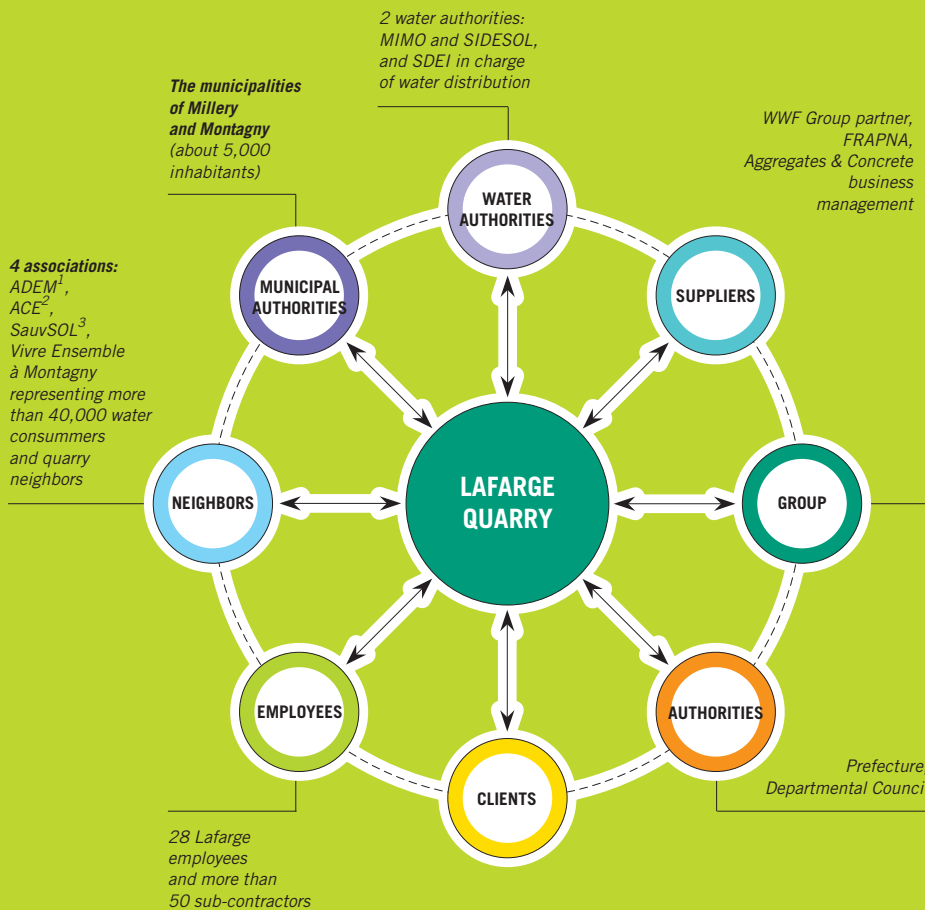 2 water authorities:
MIMO and SIDESOL,
and SDEI in charge
of water distribution
The municipalities
of Millery
and Montagny
(about 5,000
inhabitants)
WWF Group partner,
FRAPNA,
Aggregates & Concrete
business
management
WATER
AUTHORITIES
MUNICIPAL
AUTHORITIES
SUPPLIERS
4 associations:
ADEM¹,
ACE²,
SauvSOL³,
Vivre Ensemble
à Montagny
representing more
than 40,000 water
consummers
and quarry
neighbors
NEIGHBORS
LAFARGE
QUARRY
GROUP
EMPLOYEES
AUTHORITIES
CLIENTS
Prefecture,
Departmental Counci
28 Lafarge
employees
and more than
50 sub-contractors